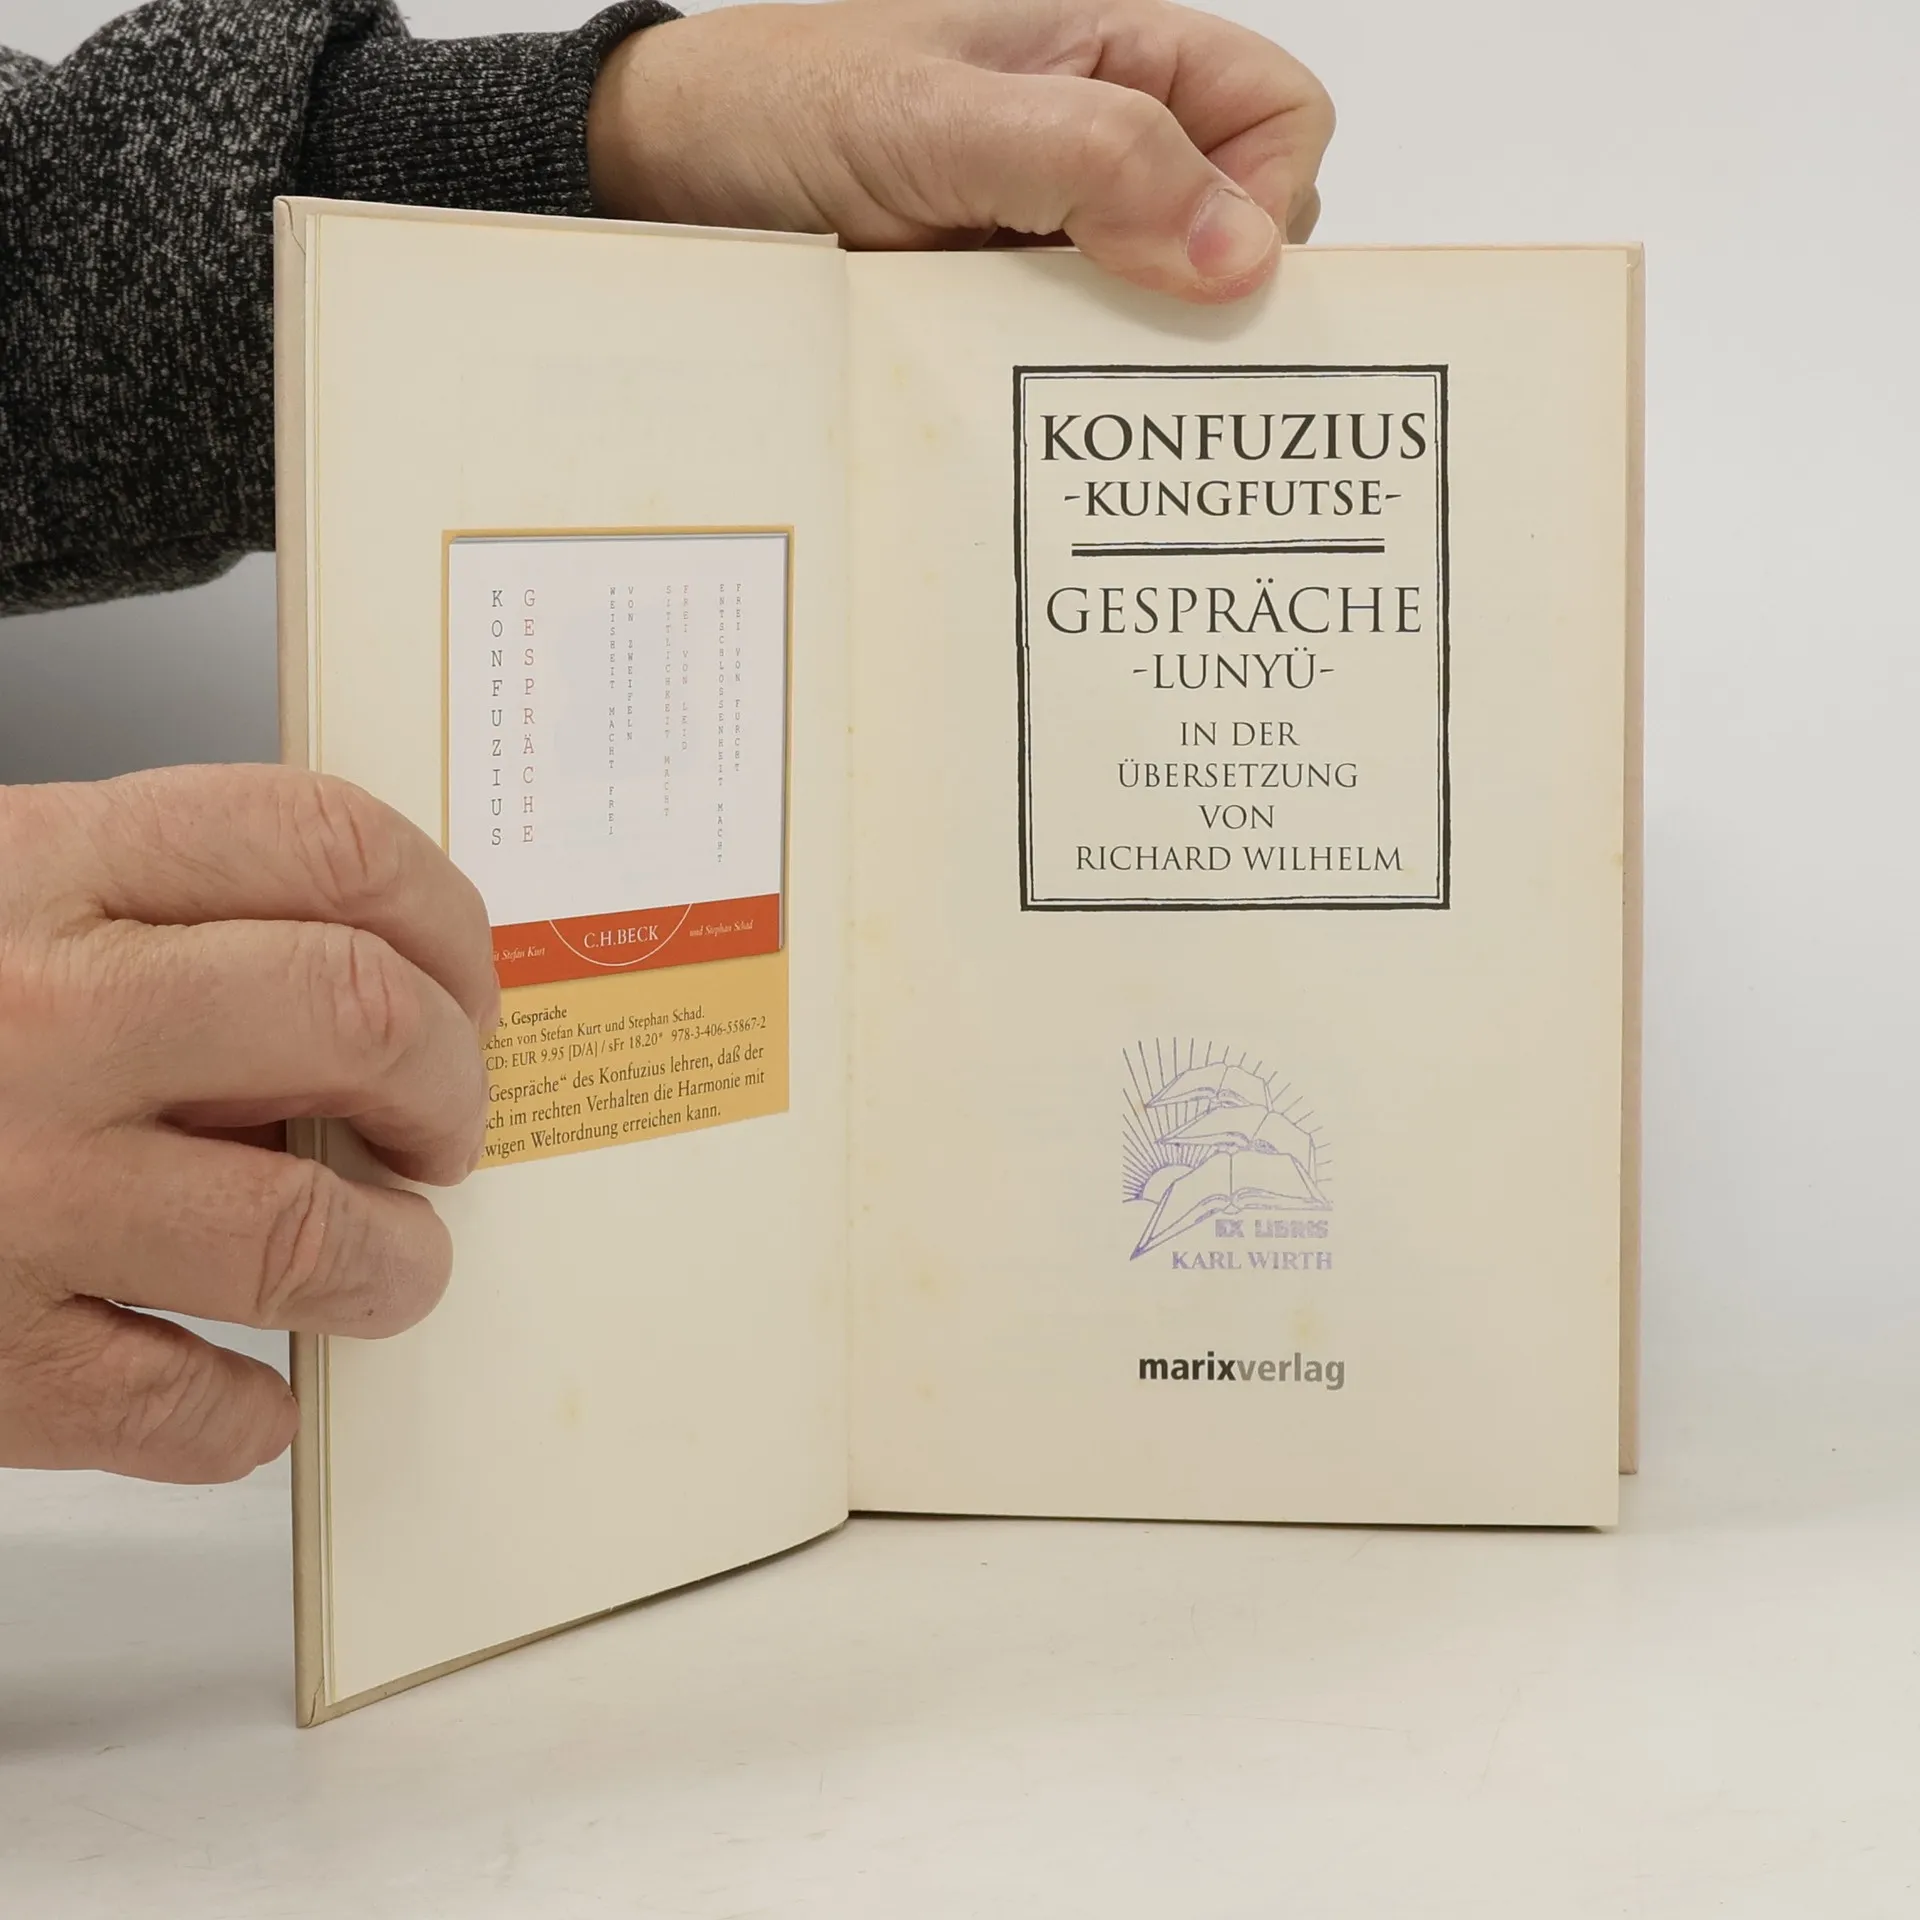 KONFUZIUS
GESPRÄCHE
WEISHEIT MACHT FREI
VON ZWEIFELN
SITTLICHKEIT MACHT
FREI VON LEID
ENTSCHLOSSENHEIT MACHT
FREI VON FURCHT
Stefan Kurt
C.H.BECK
und Stephan Schad
Gespräche
von Stefan Kurt und Stephan Schad.
CD: EUR 9.95 [D/A] / sFr 18.20* 978-3-406-55867-2
Gespräche“ des Konfuzius lehren, daß der
im rechten Verhalten die Harmonie mit
Weltordnung erreichen kann.
KONFUZIUS
-KUNGFUTSE-
GESPRÄCHE
-LUNYÜ-
IN DER
ÜBERSETZUNG
VON
RICHARD WILHELM
EX LIBRIS
KARL WIRTH
marixverlag